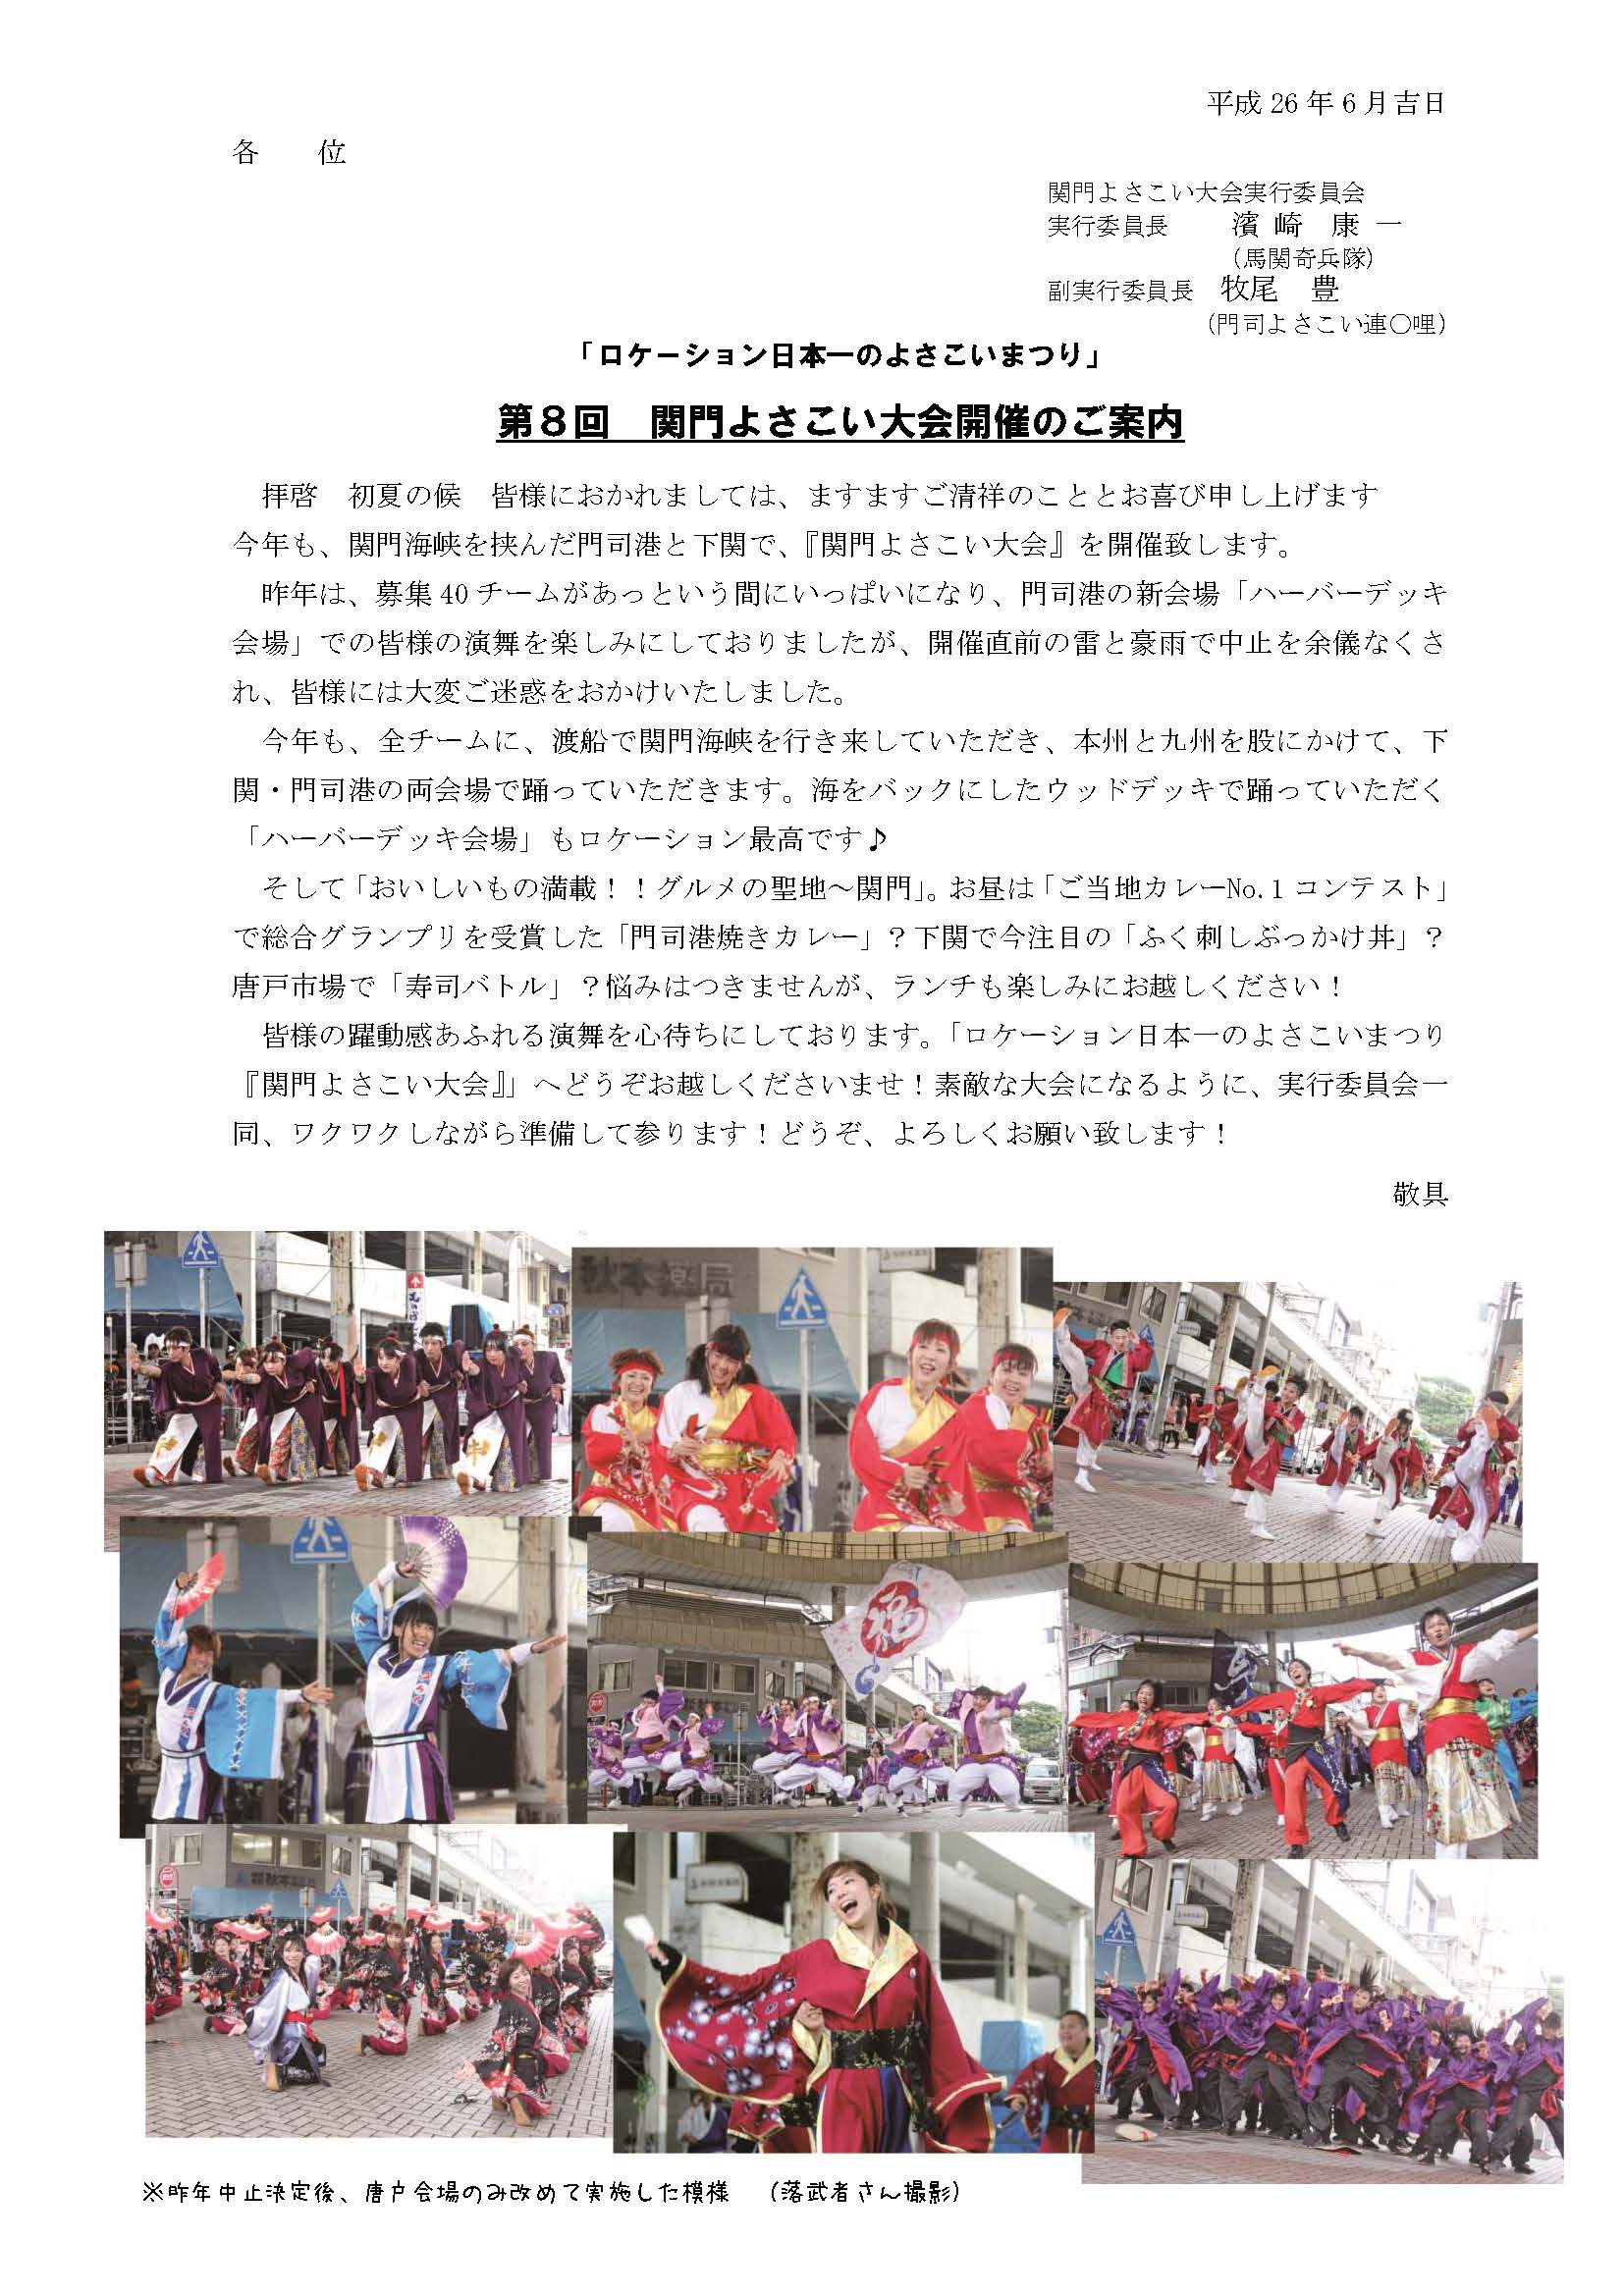 平成 26 年 6 月吉日
各　　位
関門よさこい大会実行委員会
実行委員長　　濱 崎　康 一
（馬関奇兵隊）
副実行委員長　牧尾　豊
（門司よさこい連〇哩）
「ロケーション日本一のよさこいまつり」
第８回　関門よさこい大会開催のご案内
拝啓　初夏の候　皆様におかれましては、ますますご清祥のこととお喜び申し上げます
今年も、関門海峡を挟んだ門司港と下関で、『関門よさこい大会』を開催致します。
昨年は、募集 40 チームがあっという間にいっぱいになり、門司港の新会場「ハーバーデッキ
会場」での皆様の演舞を楽しみにしておりましたが、開催直前の雷と豪雨で中止を余儀なくさ
れ、皆様には大変ご迷惑をおかけいたしました。
今年も、全チームに、渡船で関門海峡を行き来していただき、本州と九州を股にかけて、下
関・門司港の両会場で踊っていただきます。海をバックにしたウッドデッキで踊っていただく
「ハーバーデッキ会場」もロケーション最高です♪
そして「おいしいもの満載！！グルメの聖地～関門」。お昼は「ご当地カレーNo.1 コンテスト」
で総合グランプリを受賞した「門司港焼きカレー」？下関で今注目の「ふく刺しぶっかけ丼」？
唐戸市場で「寿司バトル」？悩みはつきませんが、ランチも楽しみにお越しください！
皆様の躍動感あふれる演舞を心待ちにしております。「ロケーション日本一のよさこいまつり
『関門よさこい大会』」へどうぞお越しくださいませ！素敵な大会になるように、実行委員会一
同、ワクワクしながら準備して参ります！どうぞ、よろしくお願い致します！
敬具
秋本薬局
福
※昨年中止決定後、唐戸会場のみ改めて実施した模様　（落武者さん撮影）